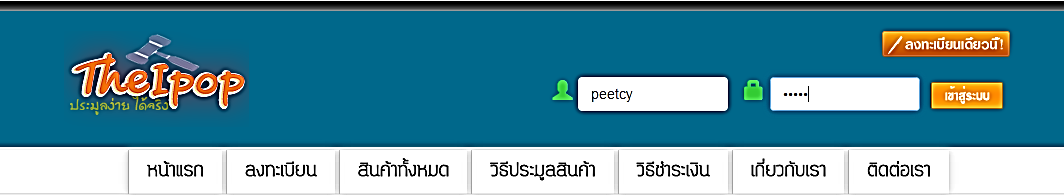 ลงทะเบียนเดี๋ยวนี้!
TheIpop
ประมูลง่าย ได้จริง
peetcy
•••••
เข้าสู่ระบบ
หน้าแรก
ลงทะเบียน
สินค้าทั้งหมด
วิธีประมูลสินค้า
วิธีชำระเงิน
เกี่ยวกับเรา
ติดต่อเรา